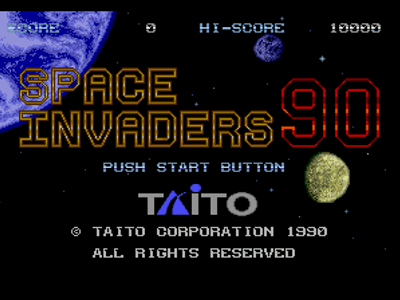 SCORE 0 HI-SCORE 10000
SPACE
INVADERS 90
PUSH START BUTTON
TAITO
© TAITO CORPORATION 1990
ALL RIGHTS RESERVED